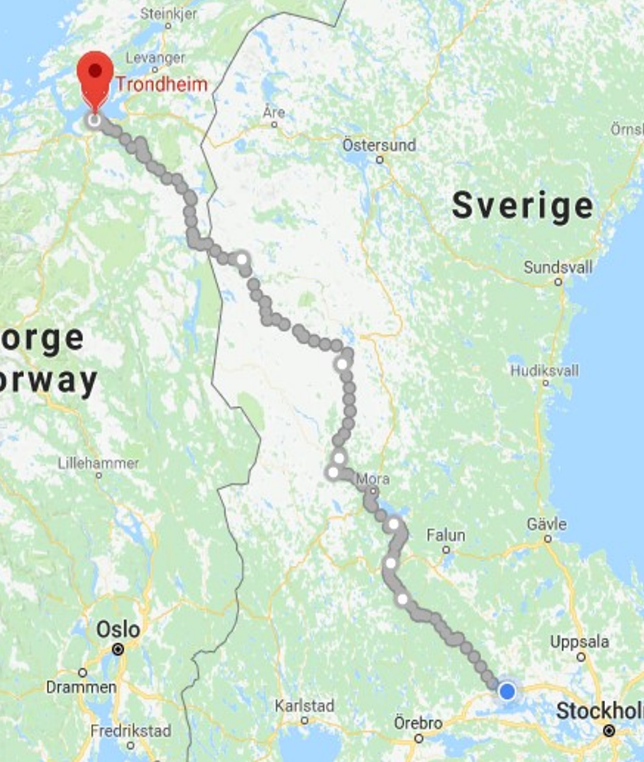 Steinkjer
Levanger
Trondheim
Åre
Östersund
Örns
Sverige
Sundsvall
orge
orway
Hudiksvall
Lillehammer
Mora
Falun
Gävle
Oslo
Uppsala
Drammen
Karlstad
Stockhol
Örebro
Fredrikstad